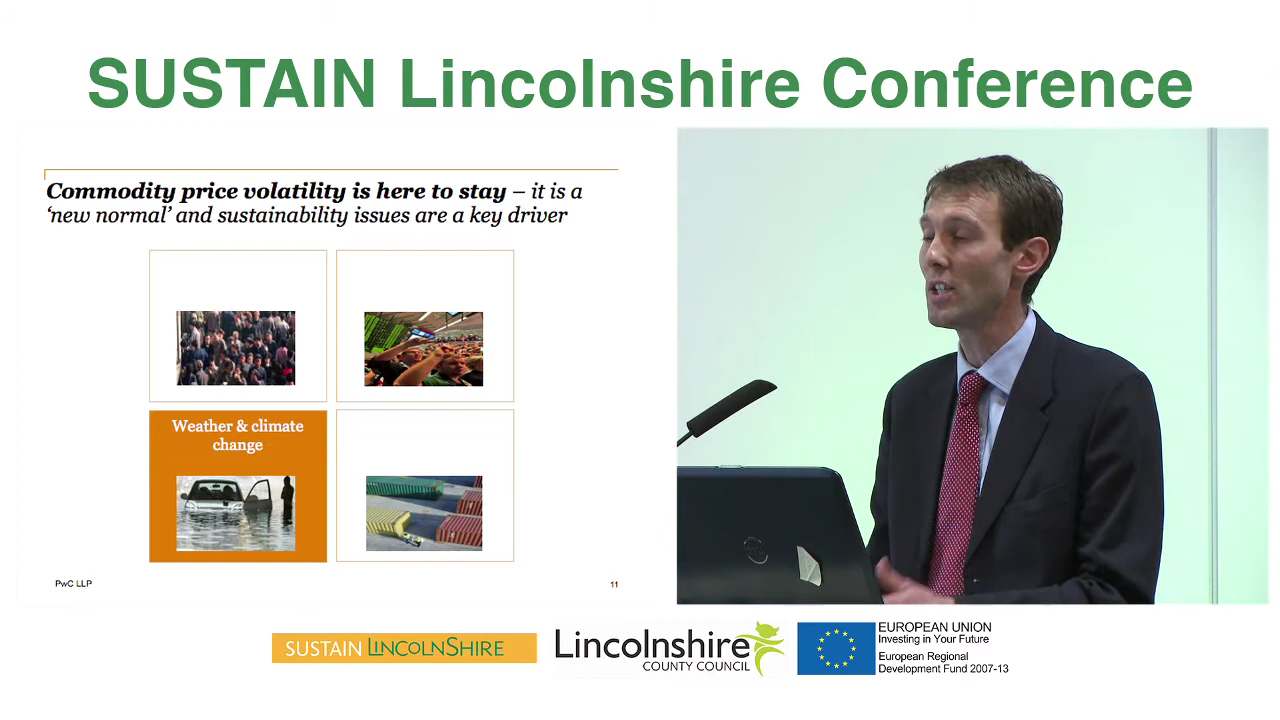 SUSTAIN Lincolnshire Conference
Commodity price volatility is here to stay – it is a
‘new normal’ and sustainability issues are a key driver
Weather & climate
change
PwC LLP
11
SUSTAIN LINCOLNSHIRE
Lincolnshire
COUNTY COUNCIL
EUROPEAN UNION
Investing in Your Future
European Regional
Development Fund 2007-13